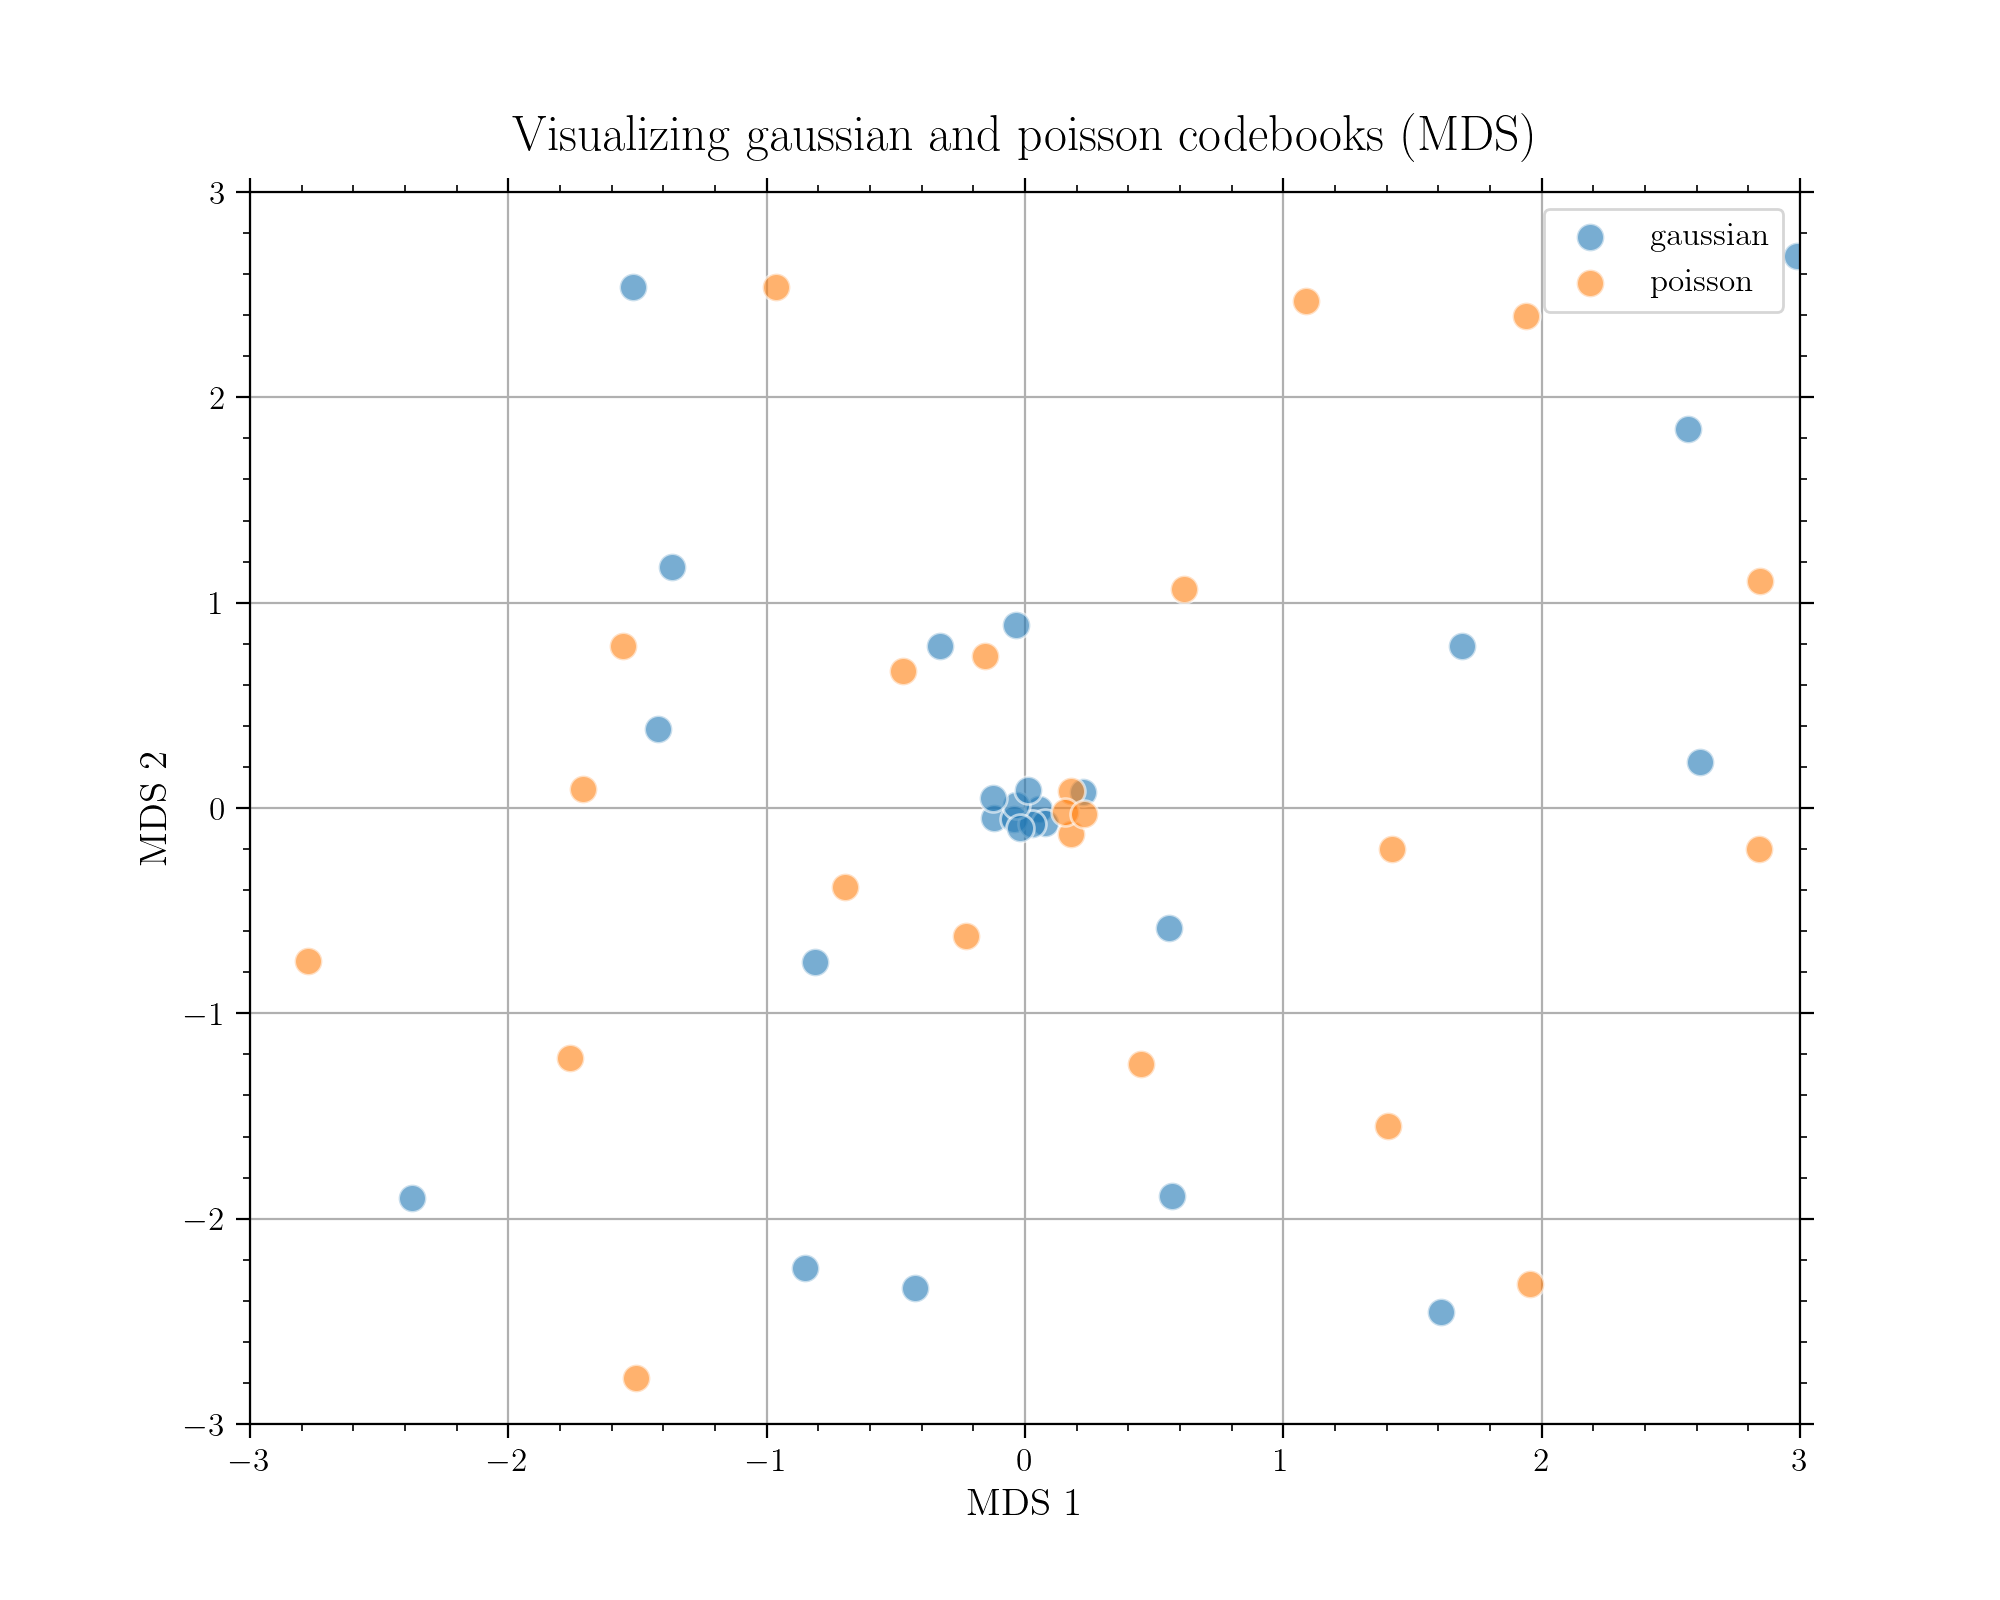 Visualizing gaussian and poisson codebooks (MDS)
gaussian
poisson
3
2
1
0
−1
−2
−3
MDS 2
−3
−2
−1
0
1
2
3
MDS 1